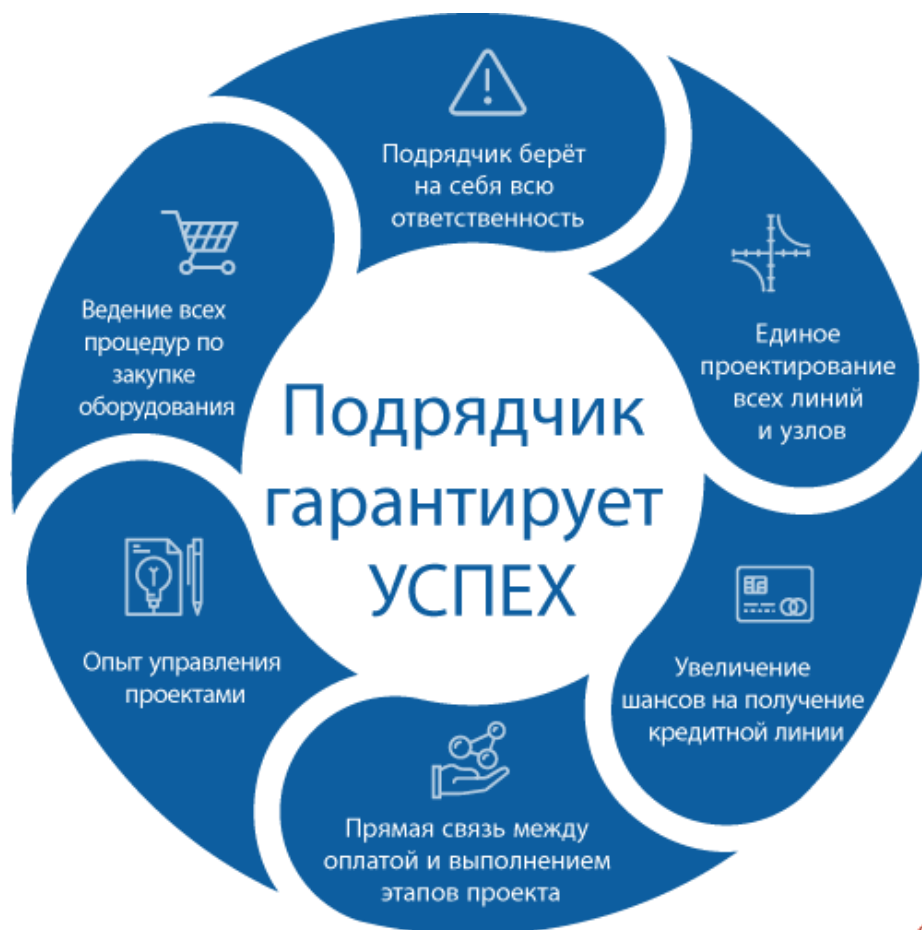 Подрядчик берёт
на себя всю
ответственность
Единое
проектирование
всех линий
и узлов
Увеличение
шансов на получение
кредитной линии
Прямая связь между
оплатой и выполнением
этапов проекта
Опыт управления
проектами
Ведение всех
процедур по
закупке
оборудования
Подрядчик
гарантирует
УСПЕХ